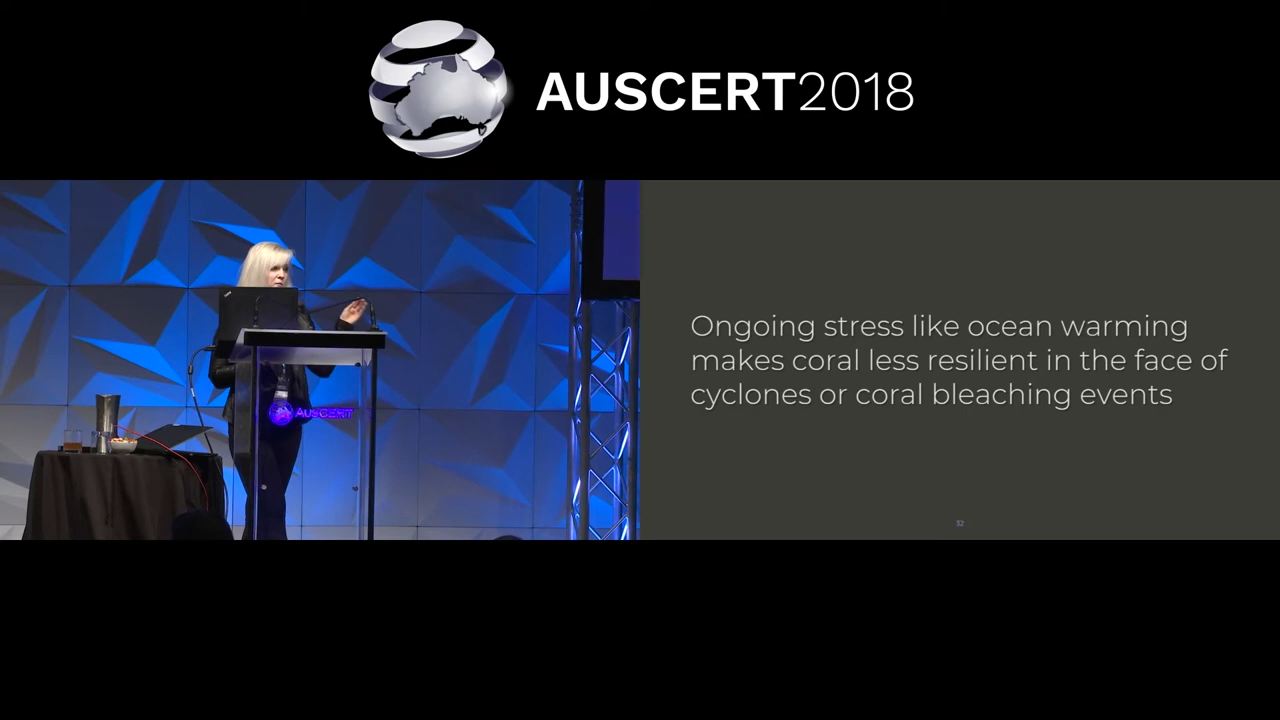 AUSCERT2018
Ongoing stress like ocean warming
makes coral less resilient in the face of
cyclones or coral bleaching events
AUSCERT